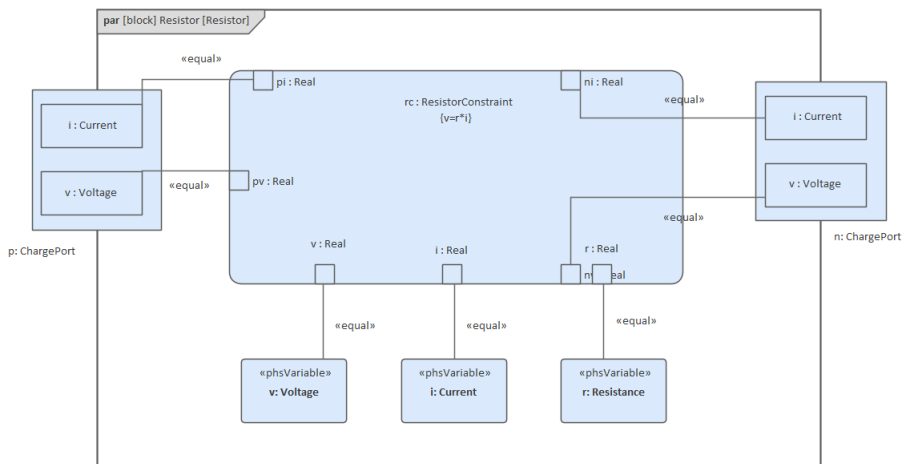 par [block] Resistor [Resistor]
«equal»
pi : Real
ni : Real
rc : ResistorConstraint
{v=r*i}
«equal»
i : Current
i : Current
«equal»
pv : Real
v : Voltage
v : Voltage
«equal»
p: ChargePort
n: ChargePort
v : Real
i : Real
r : Real
«equal»
«equal»
«equal»
«phsVariable»
v: Voltage
«phsVariable»
i: Current
«phsVariable»
r: Resistance